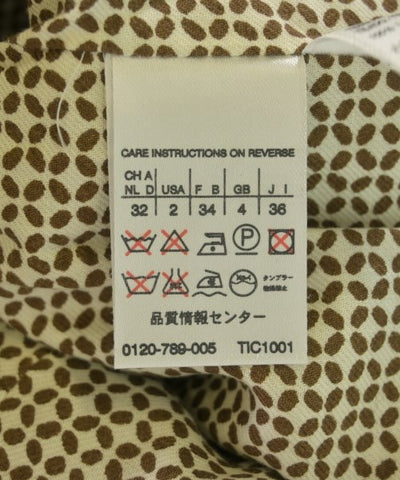 CARE INSTRUCTIONS ON REVERSE
CH A USA F B GB J I
NL D
32 2 34 4 36
P
タンブラー
乾燥禁止
品質情報センター
0120-789-005 TIC1001